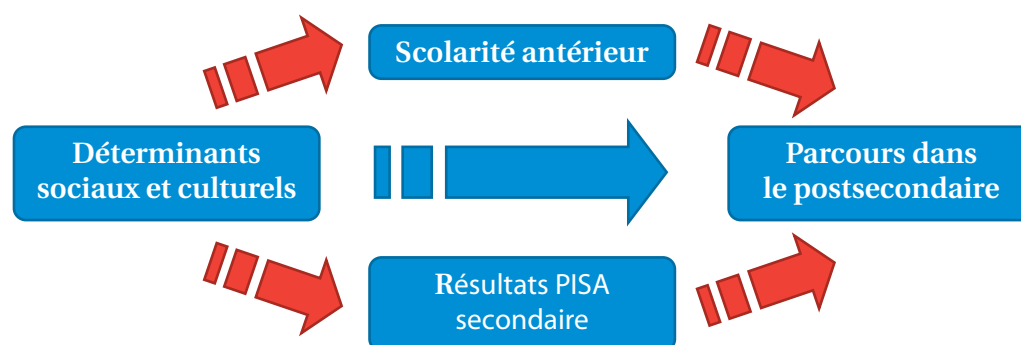 Scolarité antérieur
Déterminants
sociaux et culturels
Parcours dans
le postsecondaire
Résultats PISA
secondaire